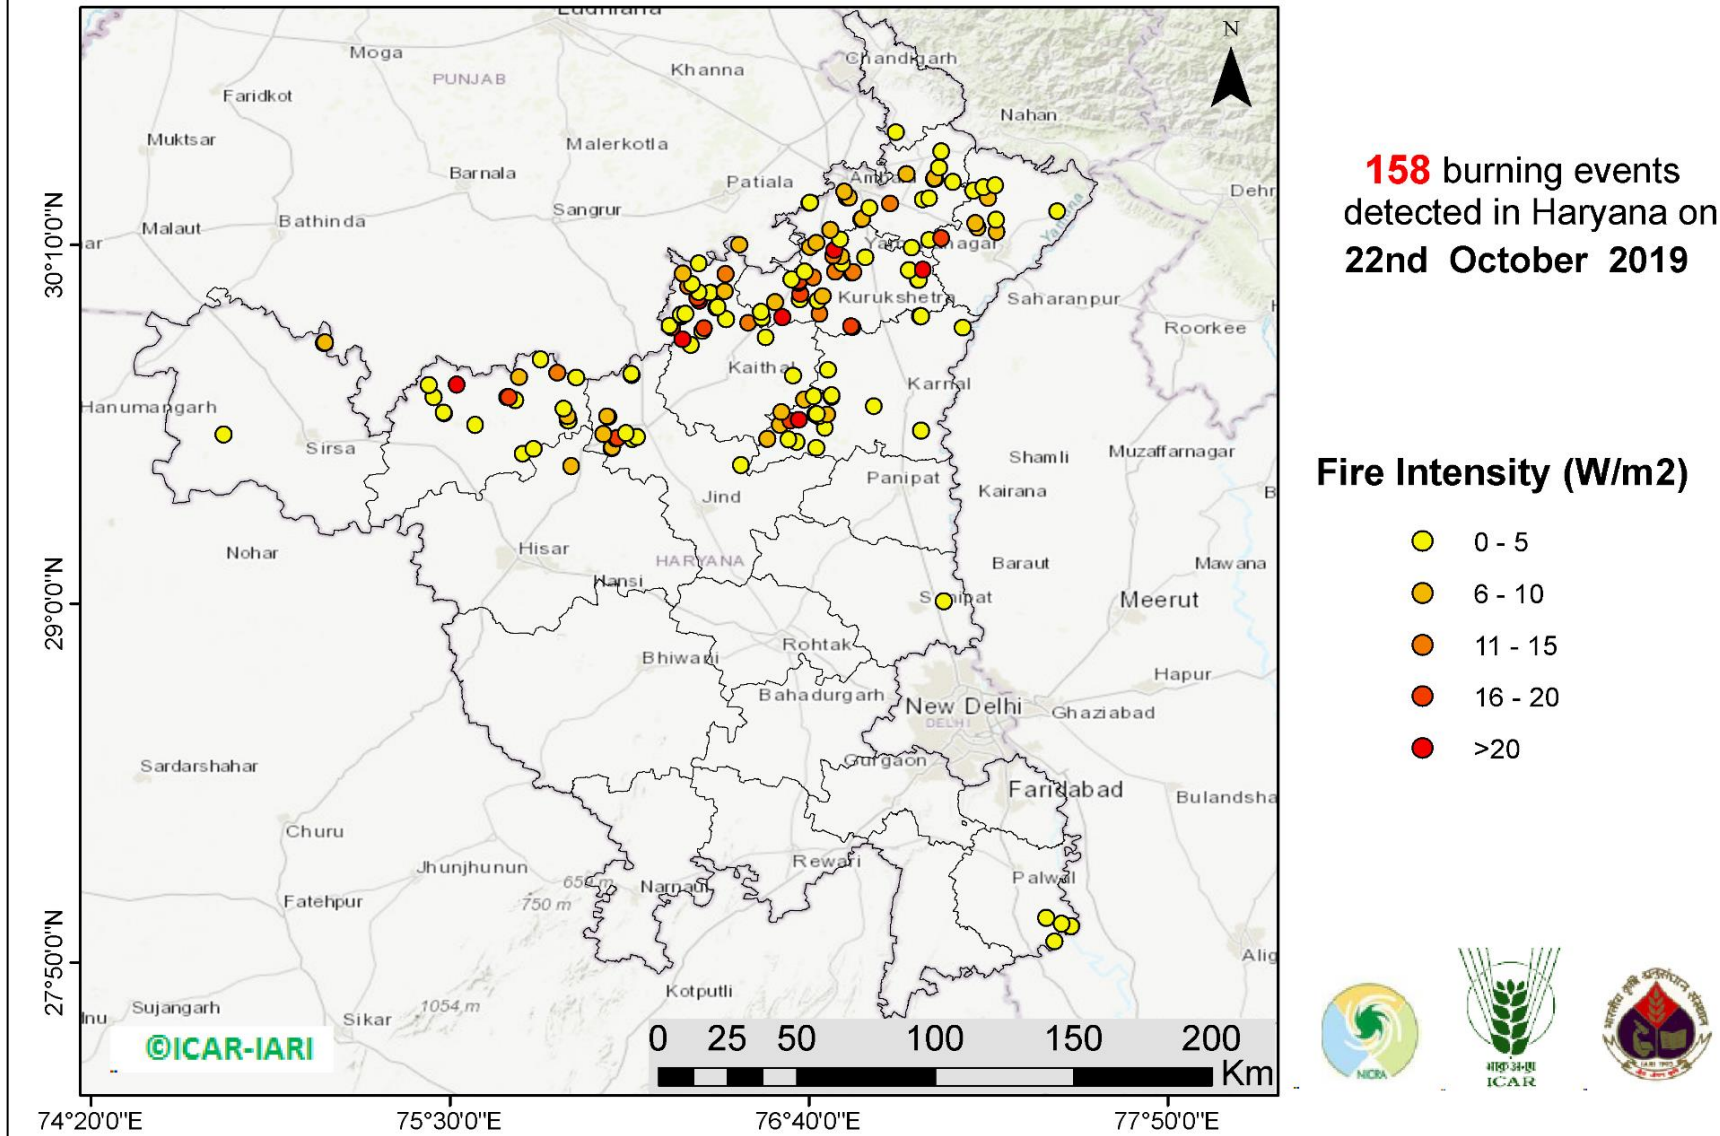 Ludhiana
Moga
Chandigarh
PUNJAB
Khanna
Faridkot
Nahan
Muktsar
Malerkotla
Barnala
Patiala
Dehr
Sangrur
Bathinda
Malaut
Yamuna
ar
Kurukshetra
Saharanpur
Roorkee
Kaithal
Karnal
Hanumangarh
Sirsa
Muzaffarnagar
Shamli
Panipat
Kairana
Jind
Nohar
Hisar
HARYANA
Baraut
Mawana
Hansi
Sonipat
Meerut
Rohtak
Bhiwani
Hapur
Bahadurgarh
New Delhi
DELHI
Ghaziabad
Gurgaon
Sardarshahar
Faridabad
Bulandsha
Churu
Rewari
Jhunjhunun
Palwal
Narnaul
Fatehpur
750 m
Alig
Kotputli
Sujangarh
1054 m
Sikar
lnu
©ICAR-IARI
N
0 25 50 100 150 200
Km
30°10'0"N
29°0'0"N
27°50'0"N
74°20'0"E 75°30'0"E 76°40'0"E 77°50'0"E
158 burning events
detected in Haryana on
22nd October 2019
Fire Intensity (W/m2)
0 - 5
6 - 10
11 - 15
16 - 20
>20
NICRA
ICAR